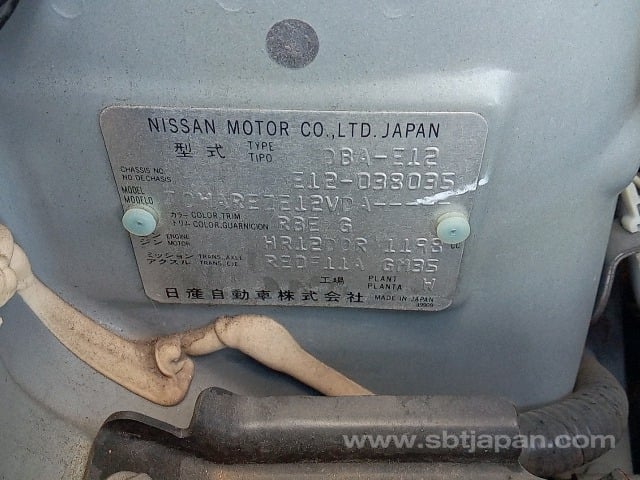 NISSAN MOTOR CO.,LTD. JAPAN
型式 TYPE TIPO DBA-E12
CHASSIS NO. NO.DE CHASIS E12-038035
MODEL MODELO
カラー COLOR,TRIM
トリム COLOR,GUARNICION R3E G
エンジン ENGINE MOTOR HR12DDR 1198 cc
ミッション TRANS,AXLE
アクスル TRANS,EJE RE0F11A GM35
工場 PLANT PLANTA W
日産自動車株式会社 MADE IN JAPAN
www.sbtjapan.com